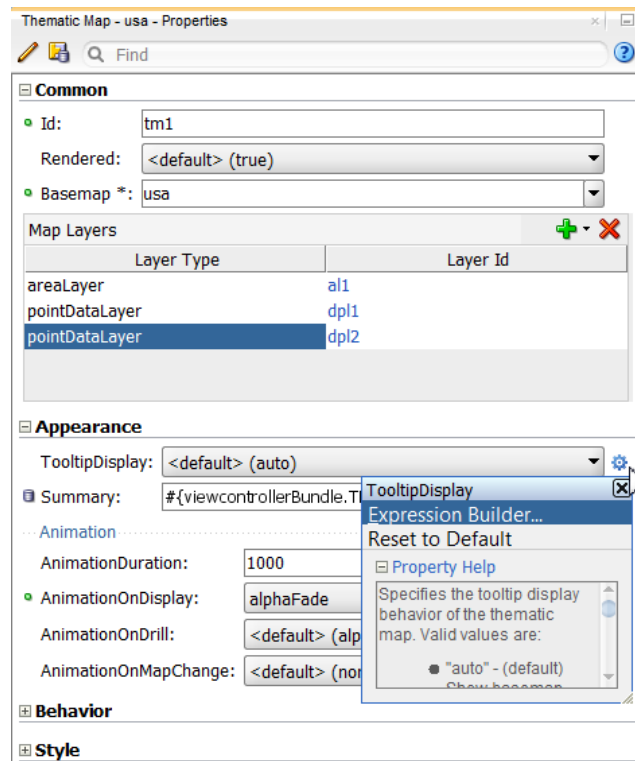 Thematic Map - usa - Properties
Find
Common
Id: tm1
Rendered: <default> (true)
Basemap *: usa
Map Layers
Layer Type Layer Id
areaLayer al1
pointDataLayer dpl1
pointDataLayer dpl2
Appearance
TooltipDisplay: <default> (auto)
Summary: #{viewcontrollerBundle.
TooltipDisplay
Expression Builder...
Reset to Default
Property Help
Specifies the tooltip display
behavior of the thematic
map. Valid values are:
"auto" - (default)
Show basemap
Animation
AnimationDuration: 1000
AnimationOnDisplay: alphaFade
AnimationOnDrill: <default> (alp
AnimationOnMapChange: <default> (nor
Behavior
Style